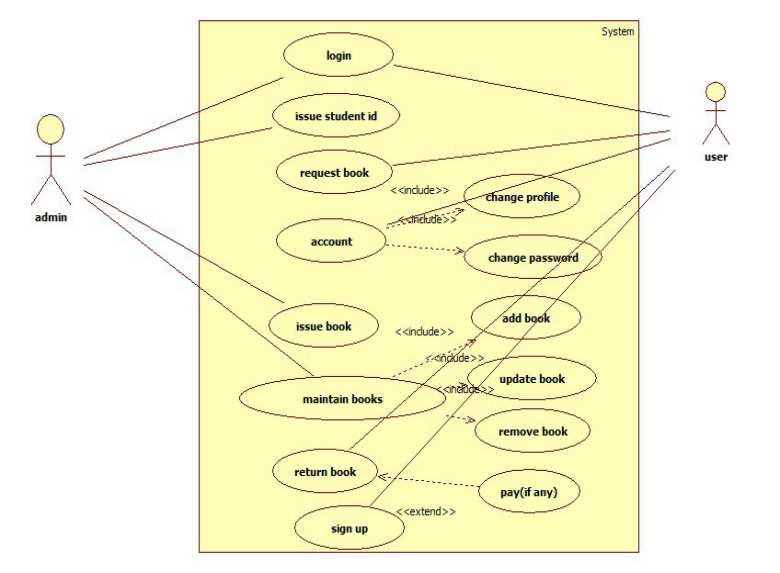 System
login
issue student id
user
request book
<<include>>
change profile
admin
<<include>>
account
change password
issue book
add book
<<include>>
<<include>>
update book
<<include>>
maintain books
remove book
return book
pay(if any)
<<extend>>
sign up